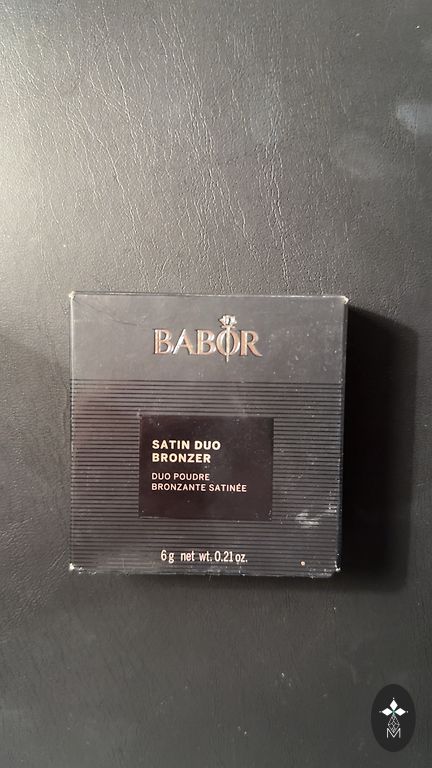 BABOR
SATIN DUO
BRONZER
DUO POUDRE
BRONZANTE SATINÉE
6 g net wt. 0.21 oz.
M